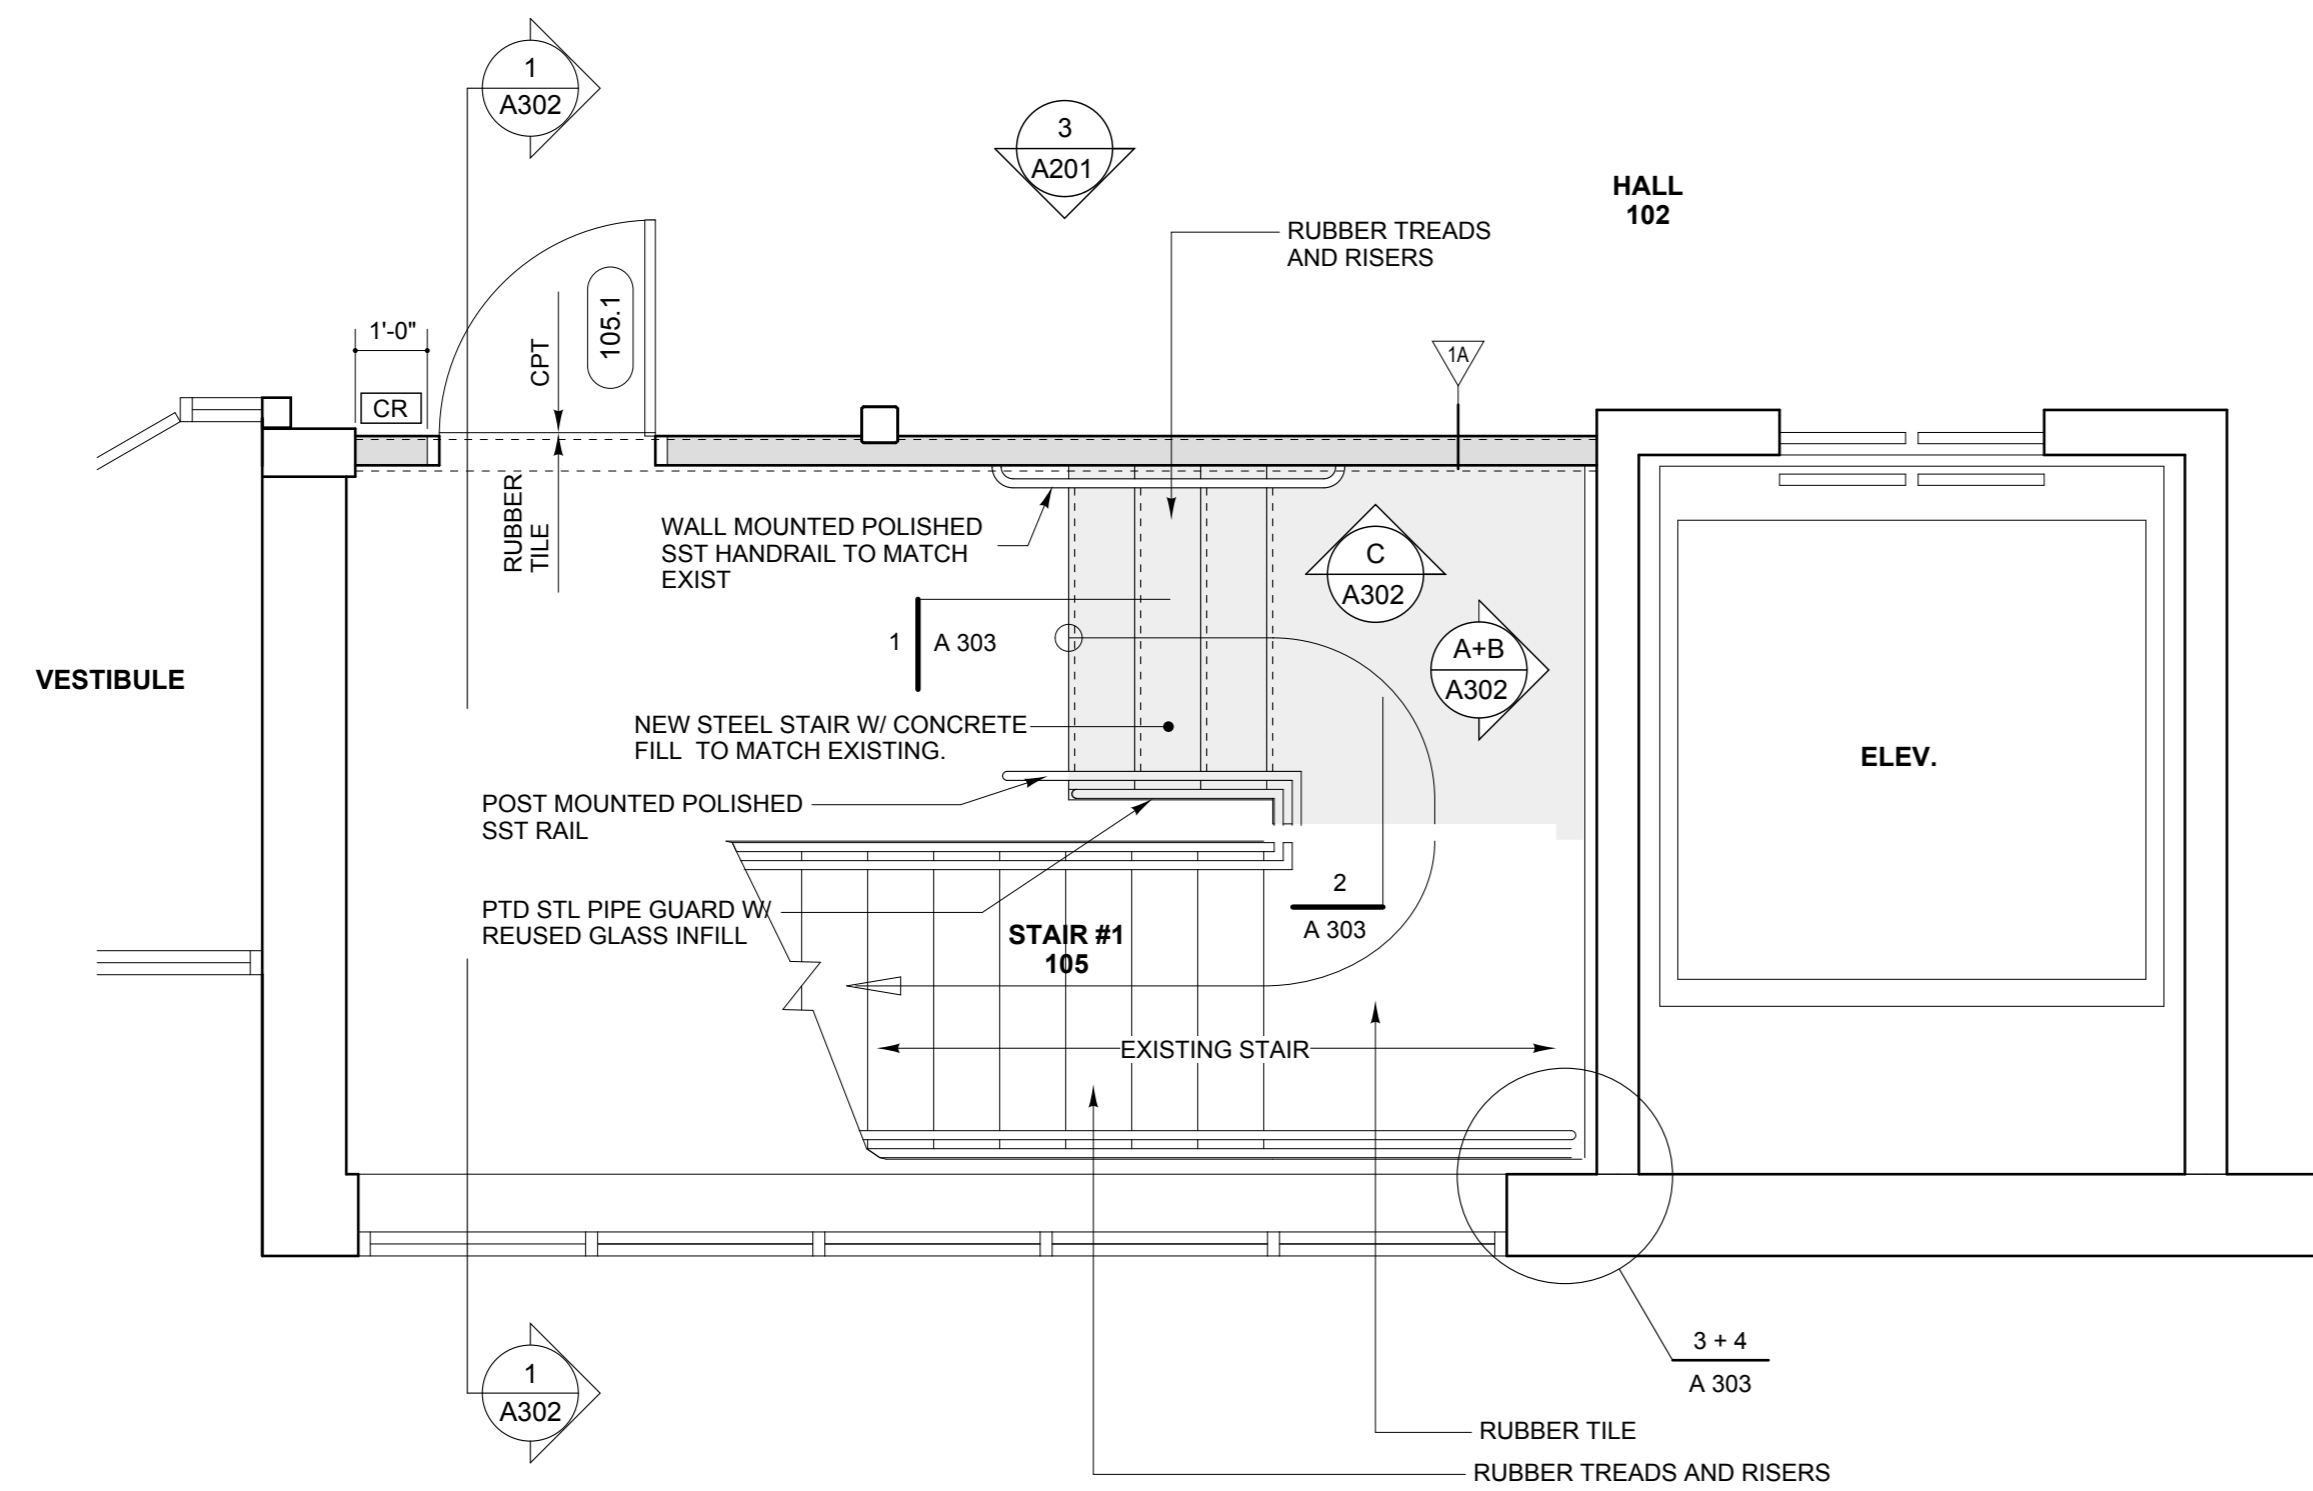 1
A302
3
A201
HALL
102
RUBBER TREADS
AND RISERS
1'-0"
CPT
105.1
1A
CR
RUBBER
TILE
WALL MOUNTED POLISHED
SST HANDRAIL TO MATCH
EXIST
C
A302
1
A 303
A+B
A302
VESTIBULE
NEW STEEL STAIR W/ CONCRETE
FILL TO MATCH EXISTING.
ELEV.
POST MOUNTED POLISHED
SST RAIL
2
A 303
PTD STL PIPE GUARD W/
REUSED GLASS INFILL
STAIR #1
105
EXISTING STAIR
3 + 4
A 303
1
A302
RUBBER TILE
RUBBER TREADS AND RISERS